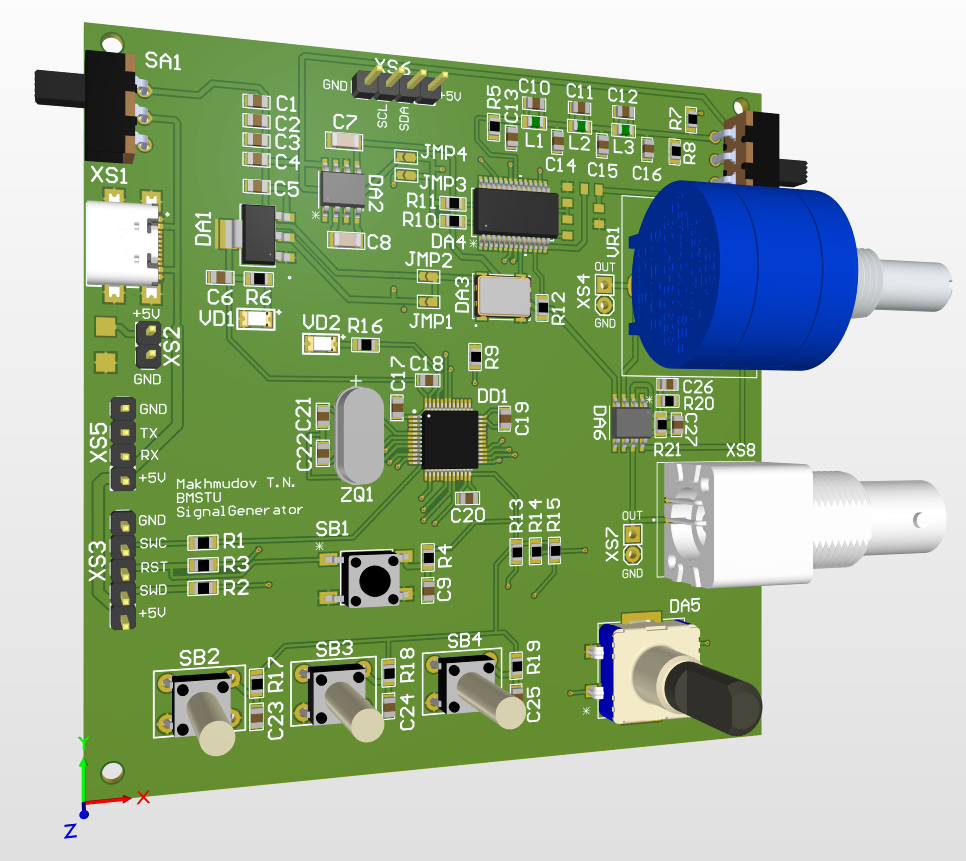 SA1
XS6
GND
SCL
SDA
+5V
C1
C2
C3
C4
C5
C7
DA2
JMP4
JMP3
R11
R10
DA4
R5
C13
C10
C11
C12
L1
L2
L3
C14
C15
C16
R7
R8
XS1
DA1
C6
R6
VD1
C8
JMP2
JMP1
DA3
R12
VR1
XS4
OUT
GND
+5V
XS2
GND
VD2
R16
R9
C17
C18
DD1
C19
C21
C22
ZQ1
C20
DA6
C26
R20
C27
R21
XS8
XS5
GND
TX
RX
+5V
Makhmudov T.N.
BMSTU
SignalGenerator
XS3
GND
SWC
RST
SWD
+5V
R1
R3
R2
SB1
R4
C9
R13
R14
R15
OUT
XS7
GND
DA5
SB2
R17
C23
SB3
R18
C24
SB4
R19
C25
Y
X
Z